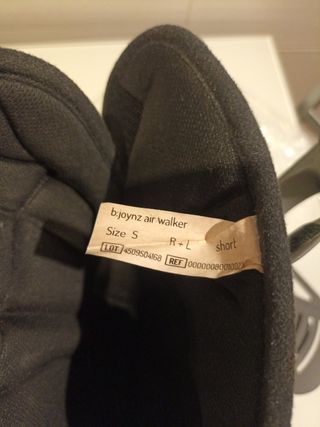 b:joynz air walker
Size S R + L short
LOT 4509504168 REF